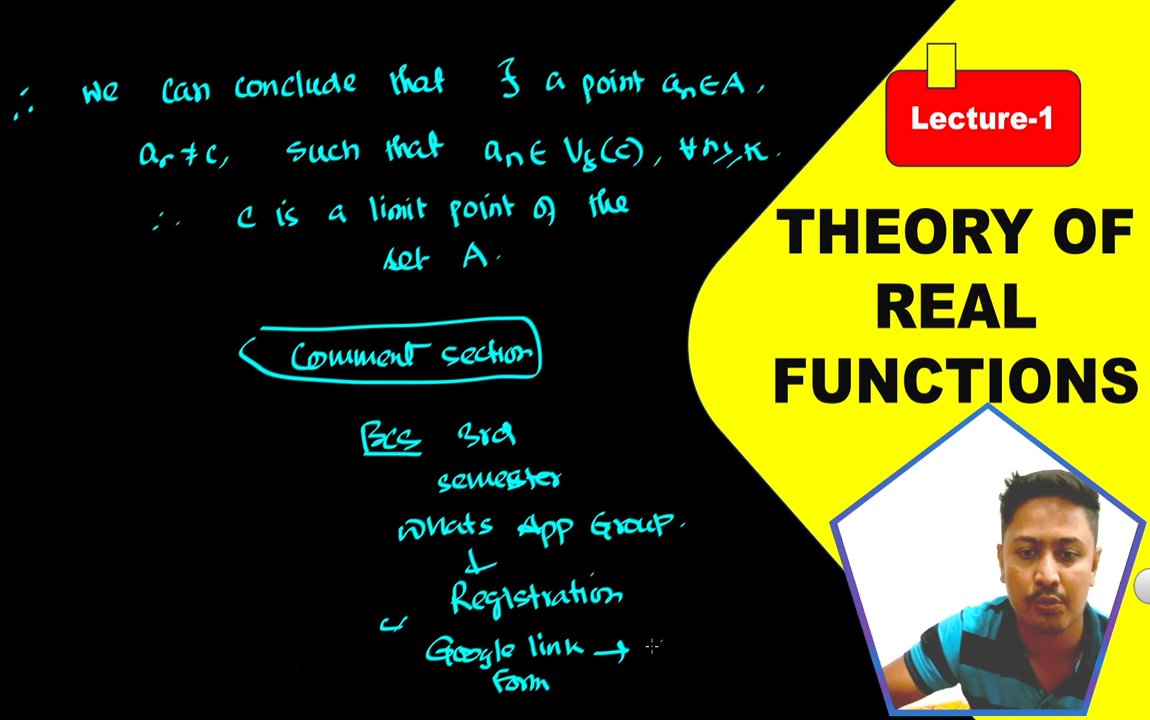 ∴ we can conclude that ∃ a point aₙ ∈ A,
aₙ ≠ c, such that aₙ ∈ V_δ(c), ∀ n ≥ K.
∴ c is a limit point of the
set A.
Comment section
BCS 3rd
semester
Whats App Group.
↓
Registration
Google link →
Form
Lecture-1
THEORY OF
REAL
FUNCTIONS